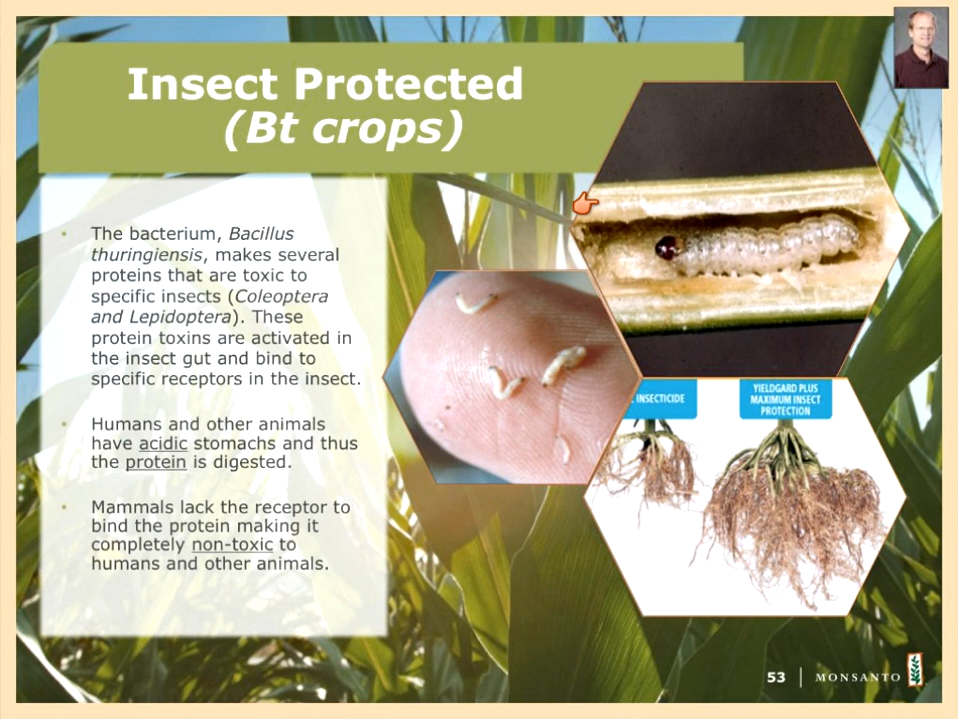 Insect Protected
(Bt crops)
• The bacterium, Bacillus
thuringiensis, makes several
proteins that are toxic to
specific insects (Coleoptera
and Lepidoptera). These
protein toxins are activated in
the insect gut and bind to
specific receptors in the insect.
• Humans and other animals
have acidic stomachs and thus
the protein is digested.
• Mammals lack the receptor to
bind the protein making it
completely non-toxic to
humans and other animals.
INSECTICIDE
YIELDGARD PLUS
MAXIMUM INSECT
PROTECTION
53 | MONSANTO